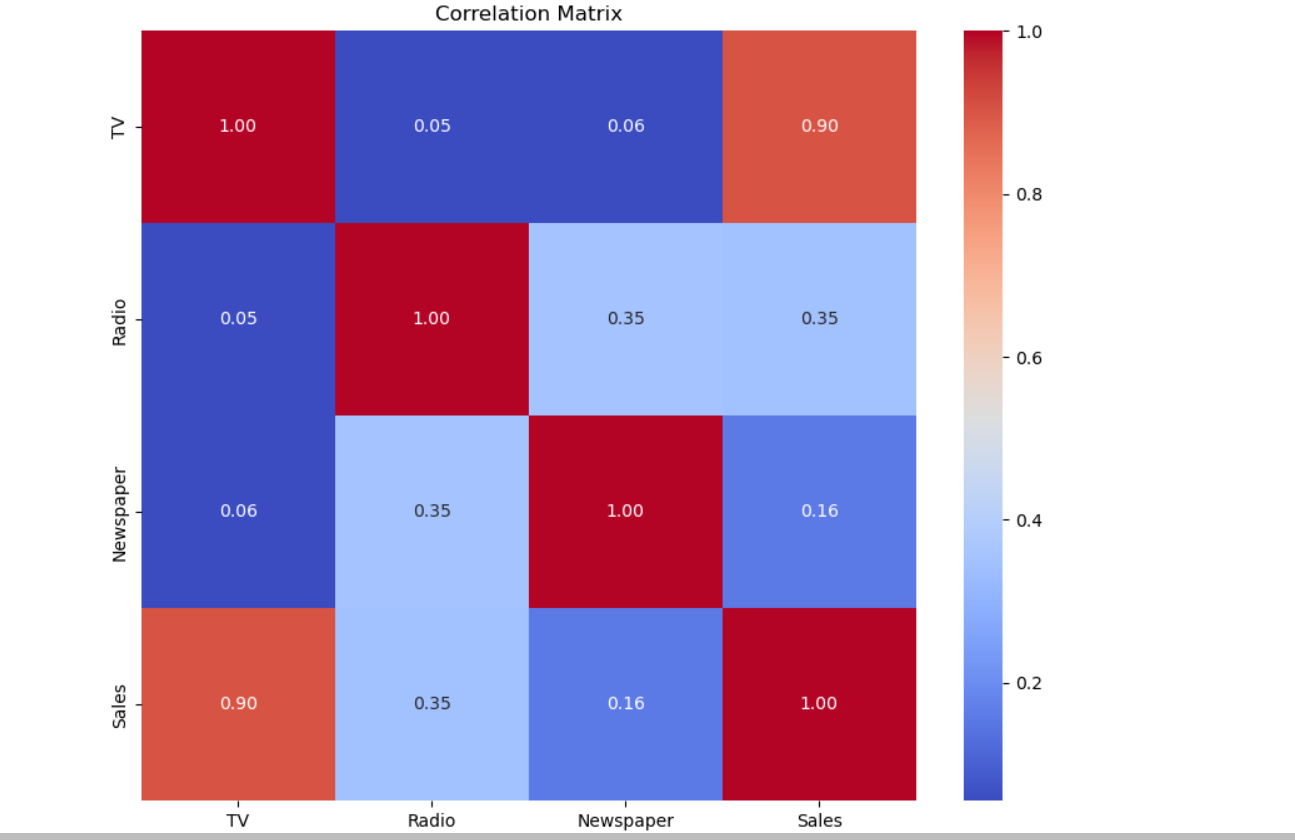 Correlation Matrix
TV 1.00 0.05 0.06 0.90
Radio 0.05 1.00 0.35 0.35
Newspaper 0.06 0.35 1.00 0.16
Sales 0.90 0.35 0.16 1.00
TV Radio Newspaper Sales
1.0
0.8
0.6
0.4
0.2